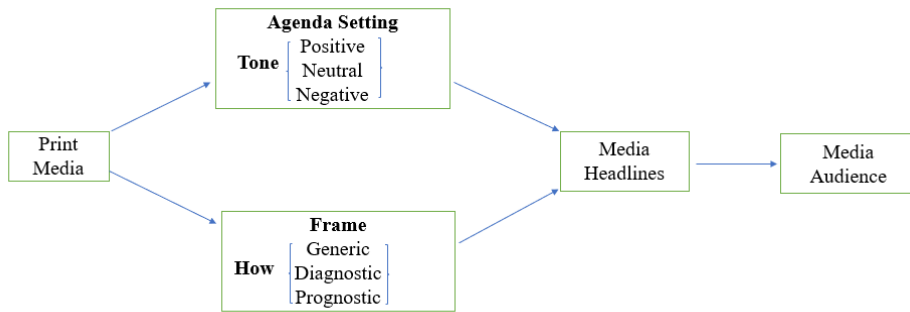 Agenda Setting
Tone
Positive
Neutral
Negative
Print
Media
Media
Headlines
Media
Audience
Frame
How
Generic
Diagnostic
Prognostic